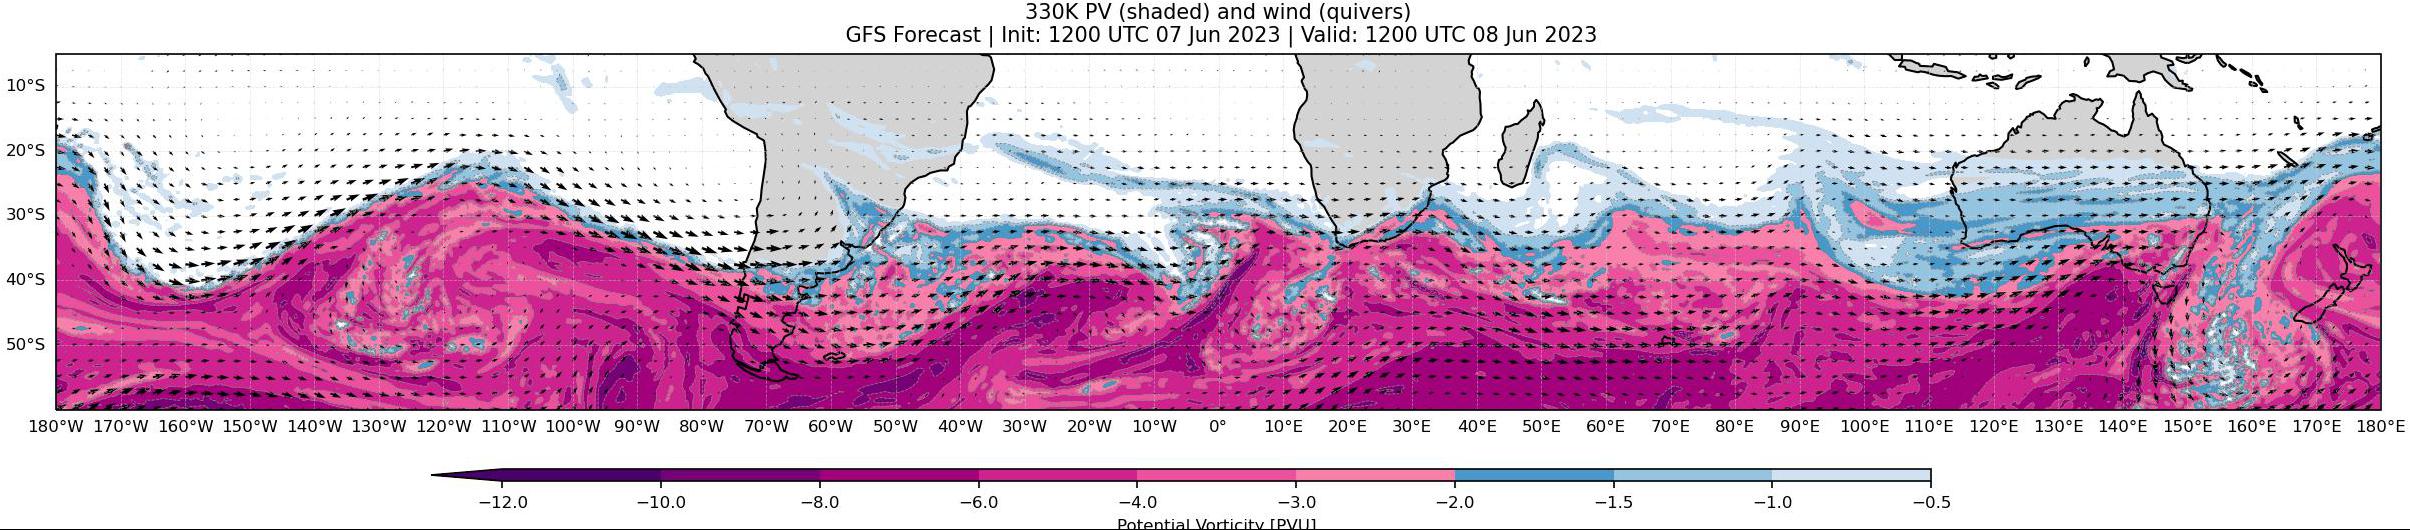 330K PV (shaded) and wind (quivers)
GFS Forecast | Init: 1200 UTC 07 Jun 2023 | Valid: 1200 UTC 08 Jun 2023
10°S
20°S
30°S
40°S
50°S
180°W 170°W 160°W 150°W 140°W 130°W 120°W 110°W 100°W 90°W 80°W 70°W 60°W 50°W 40°W 30°W 20°W 10°W 0° 10°E 20°E 30°E 40°E 50°E 60°E 70°E 80°E 90°E 100°E 110°E 120°E 130°E 140°E 150°E 160°E 170°E 180°E
−12.0 −10.0 −8.0 −6.0 −4.0 −3.0 −2.0 −1.5 −1.0 −0.5
Potential Vorticity [PVU]